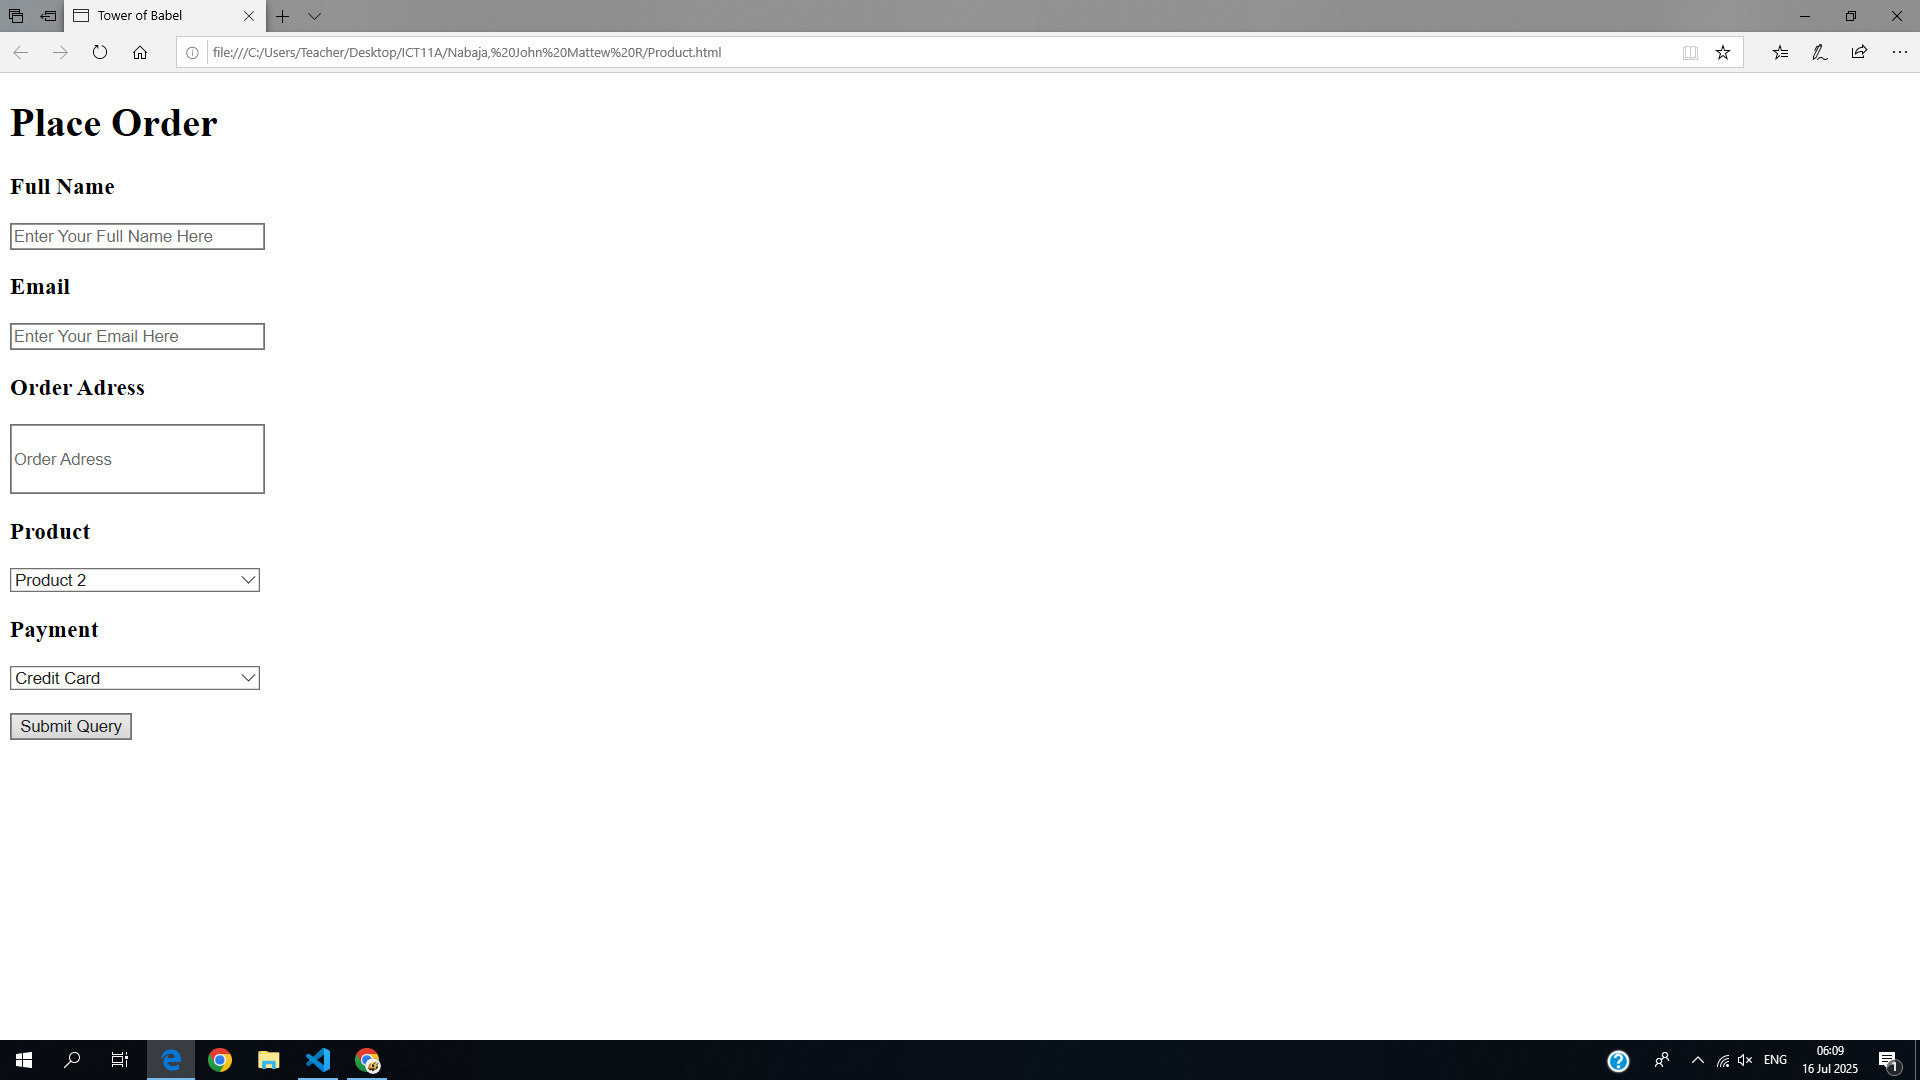 Tower of Babel
file:///C:/Users/Teacher/Desktop/ICT11A/Nabaja,%20John%20Mattew%20R/Product.html
Place Order
Full Name
Enter Your Full Name Here
Email
Enter Your Email Here
Order Adress
Order Adress
Product
Product 2
Payment
Credit Card
Submit Query
ENG
06:09
16 Jul 2025
1